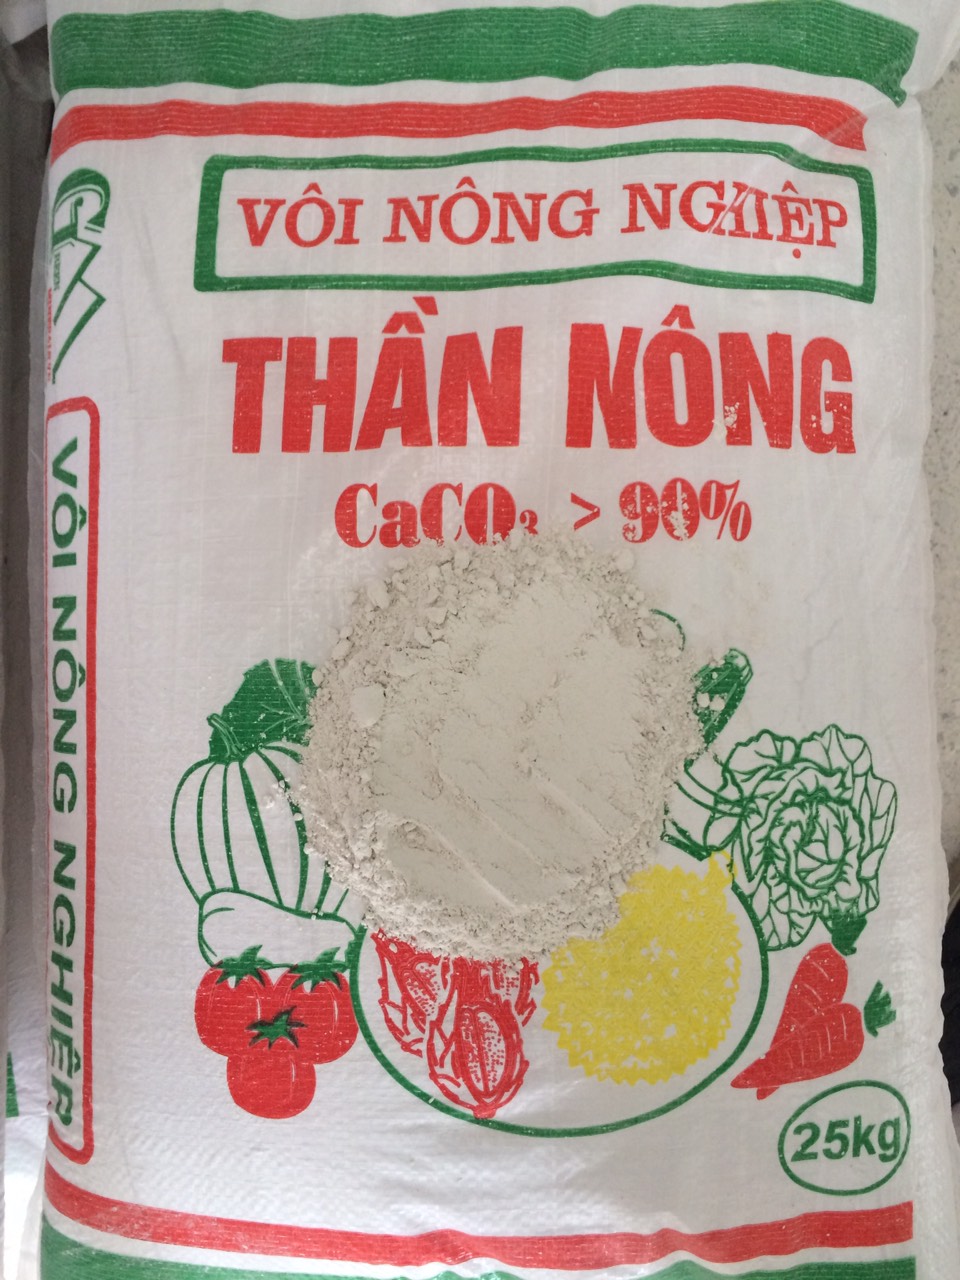 VÔI NÔNG NGHIỆP
THẦN NÔNG
CaCO3 > 90%
VÔI NÔNG NGHIỆP
25kg